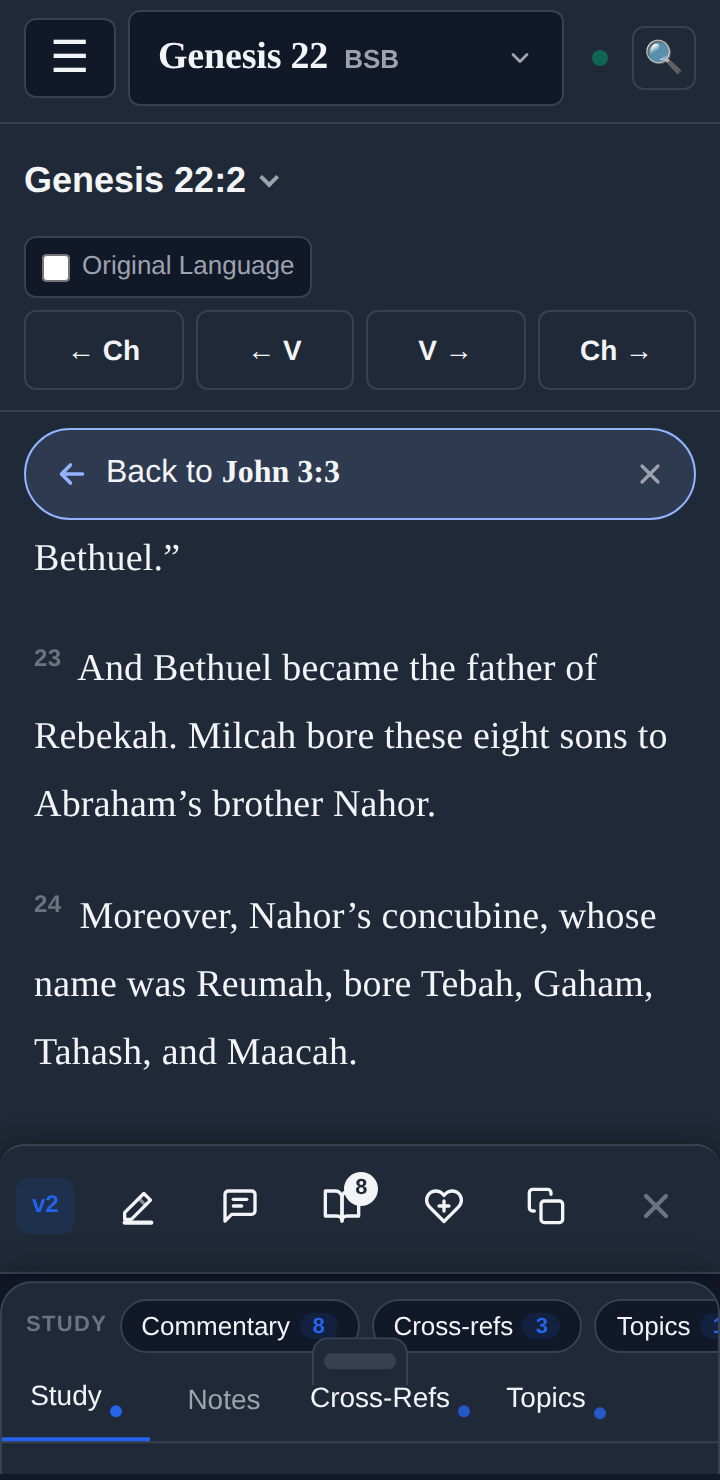 ☰ Genesis 22 BSB
Genesis 22:2
Original Language
← Ch ← V V → Ch →
← Back to John 3:3 ×
Bethuel.”
23 And Bethuel became the father of
Rebekah. Milcah bore these eight sons to
Abraham’s brother Nahor.
24 Moreover, Nahor’s concubine, whose
name was Reumah, bore Tebah, Gaham,
Tahash, and Maacah.
v2 8
STUDY Commentary 8 Cross-refs 3 Topics
Study Notes Cross-Refs Topics